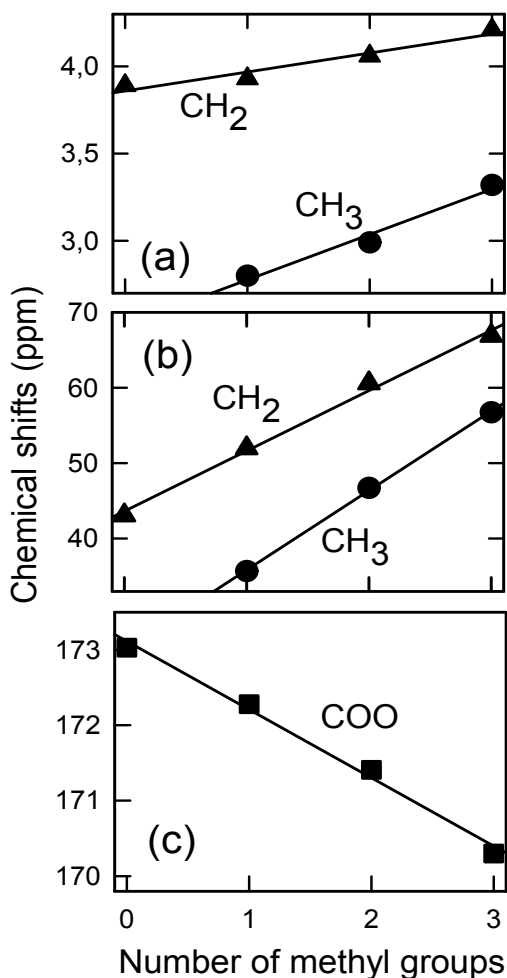 4,0
3,5
3,0
CH2
CH3
(a)
70
60
50
40
(b)
CH2
CH3
173
172
171
170
COO
(c)
0 1 2 3
Number of methyl groups
Chemical shifts (ppm)